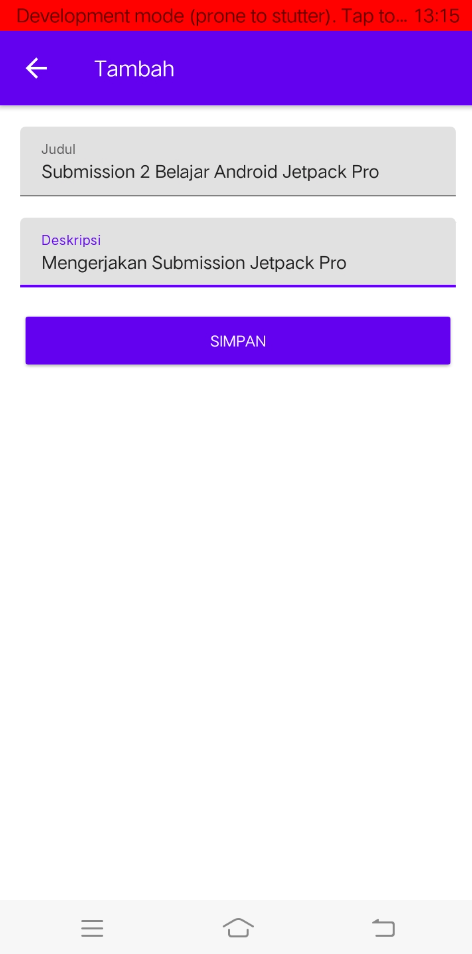 Development mode (prone to stutter). Tap to... 13:15
Tambah
Judul
Submission 2 Belajar Android Jetpack Pro
Deskripsi
Mengerjakan Submission Jetpack Pro
SIMPAN